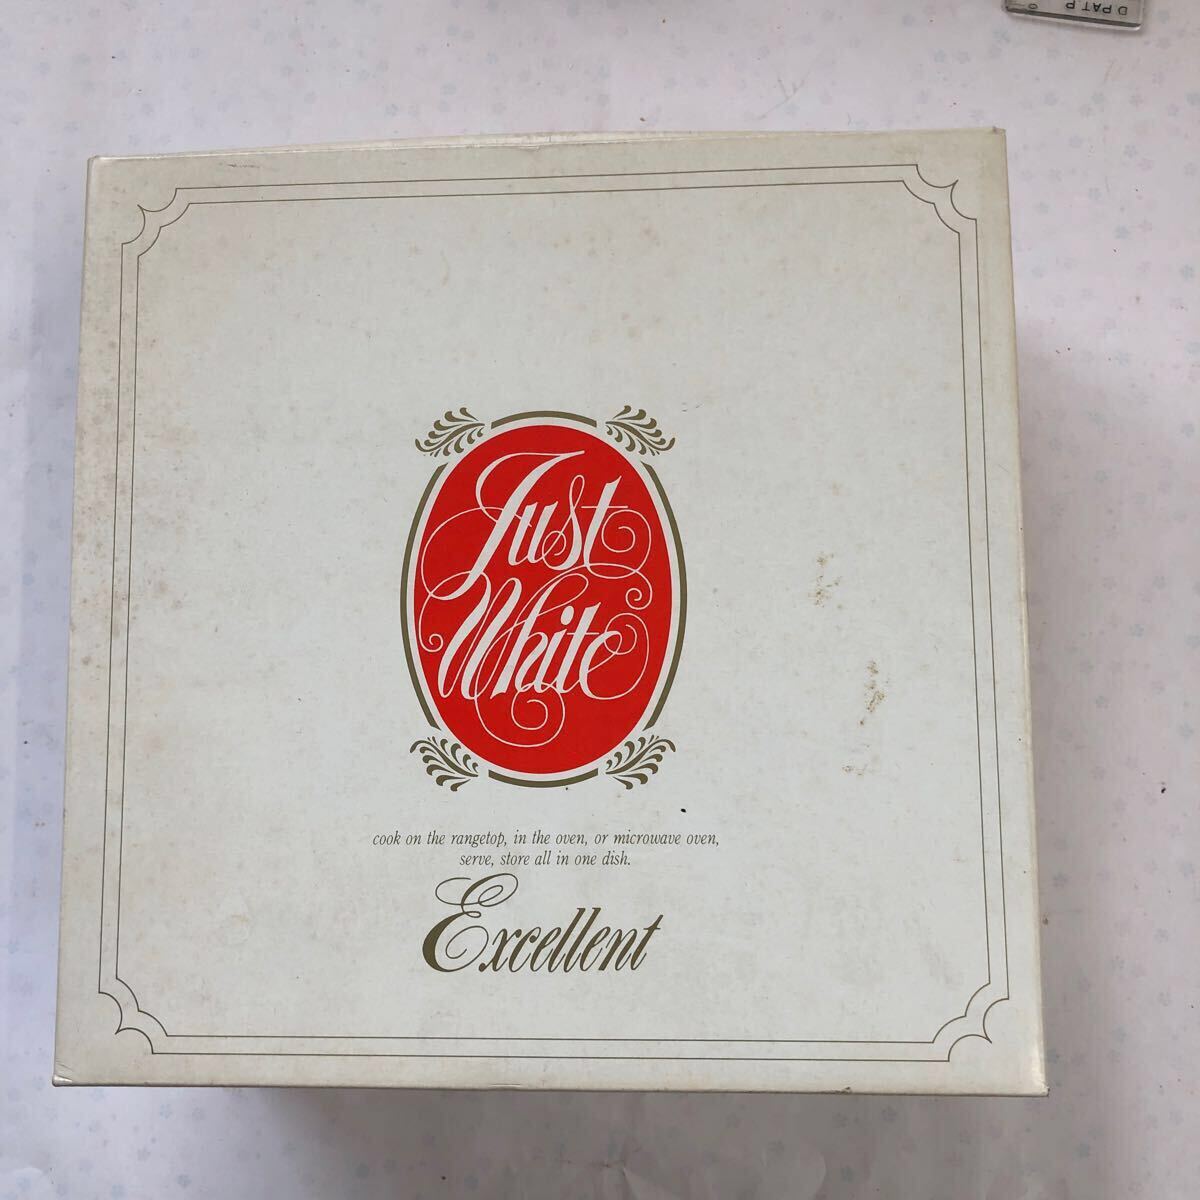 D.PAT.P
Just
White
cook on the rangetop, in the oven, or microwave oven,
serve, store all in one dish.
Excellent